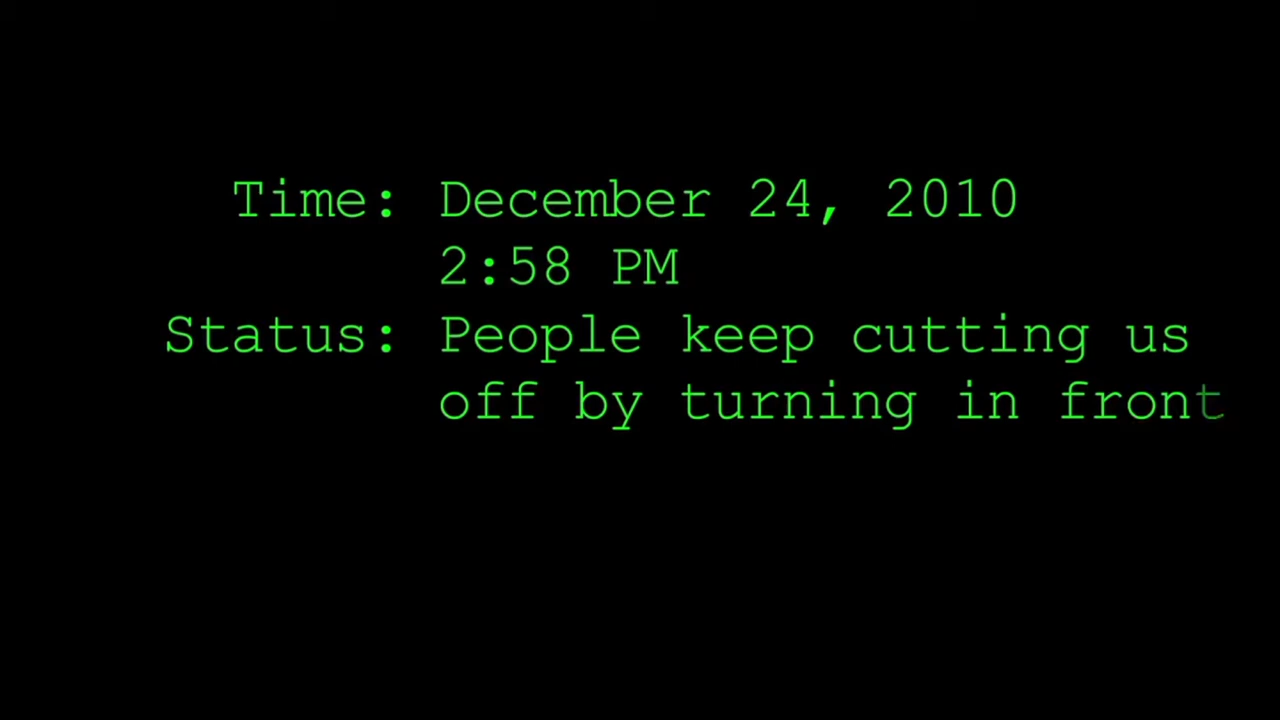 Time: December 24, 2010
2:58 PM
Status: People keep cutting us
off by turning in front